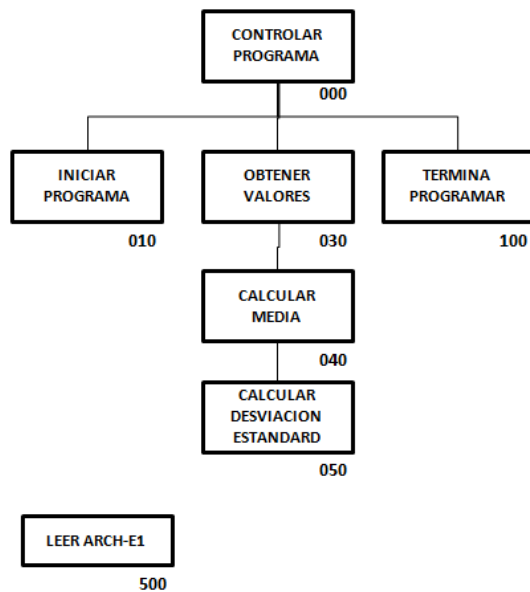 CONTROLAR
PROGRAMA
000
INICIAR
PROGRAMA
010
OBTENER
VALORES
030
TERMINA
PROGRAMAR
100
CALCULAR
MEDIA
040
CALCULAR
DESVIACION
ESTANDARD
050
LEER ARCH-E1
500